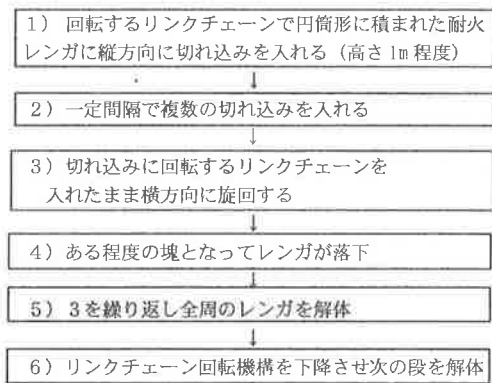 1）回転するリンクチェーンで円筒形に積まれた耐火
レンガに縦方向に切れ込みを入れる（高さ1m程度）
↓
2）一定間隔で複数の切れ込みを入れる
↓
3）切れ込みに回転するリンクチェーンを
入れたまま横方向に旋回する
↓
4）ある程度の塊となってレンガが落下
↓
5）3を繰り返し全周のレンガを解体
↓
6）リンクチェーン回転機構を下降させ次の段を解体